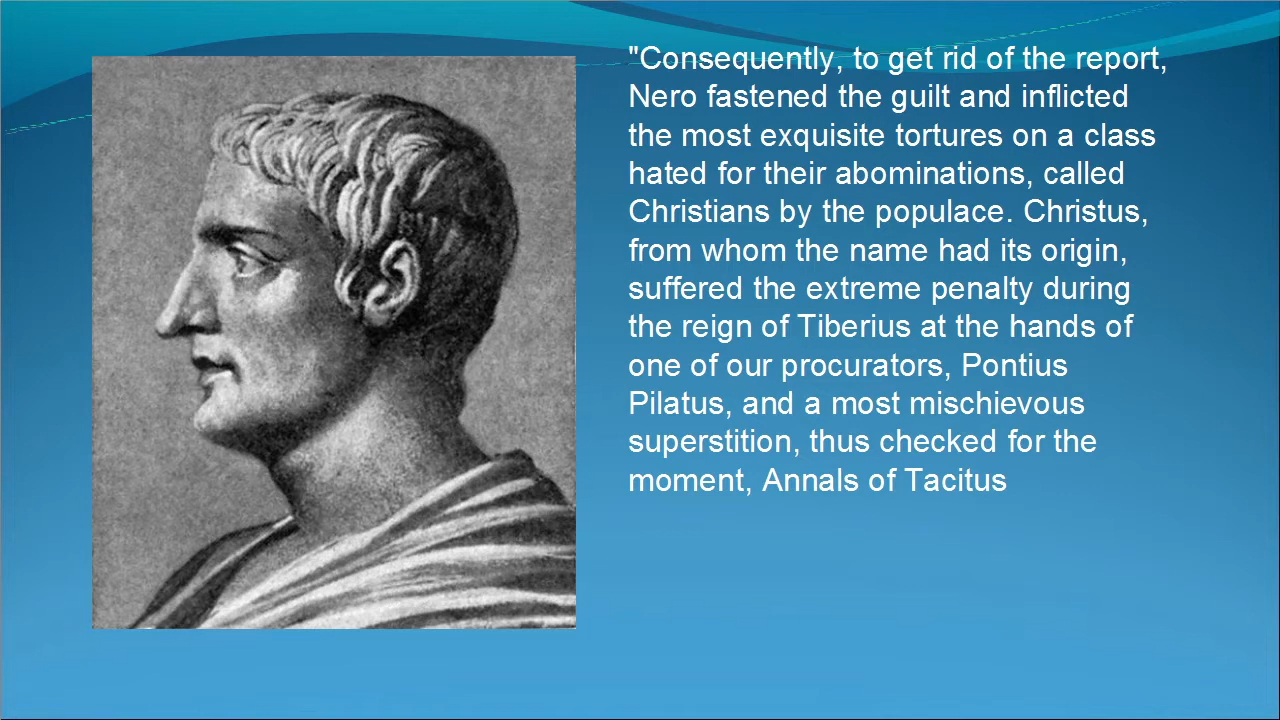 "Consequently, to get rid of the report,
Nero fastened the guilt and inflicted
the most exquisite tortures on a class
hated for their abominations, called
Christians by the populace. Christus,
from whom the name had its origin,
suffered the extreme penalty during
the reign of Tiberius at the hands of
one of our procurators, Pontius
Pilatus, and a most mischievous
superstition, thus checked for the
moment, Annals of Tacitus